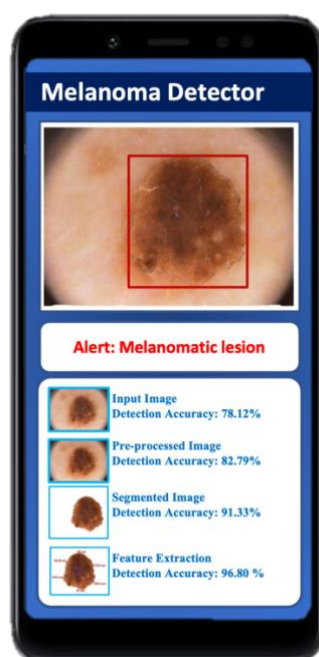 Melanoma Detector
Alert: Melanomatic lesion
Input Image
Detection Accuracy: 78.12%
Pre-processed Image
Detection Accuracy: 82.79%
Segmented Image
Detection Accuracy: 91.33%
Feature Extraction
Detection Accuracy: 96.80 %